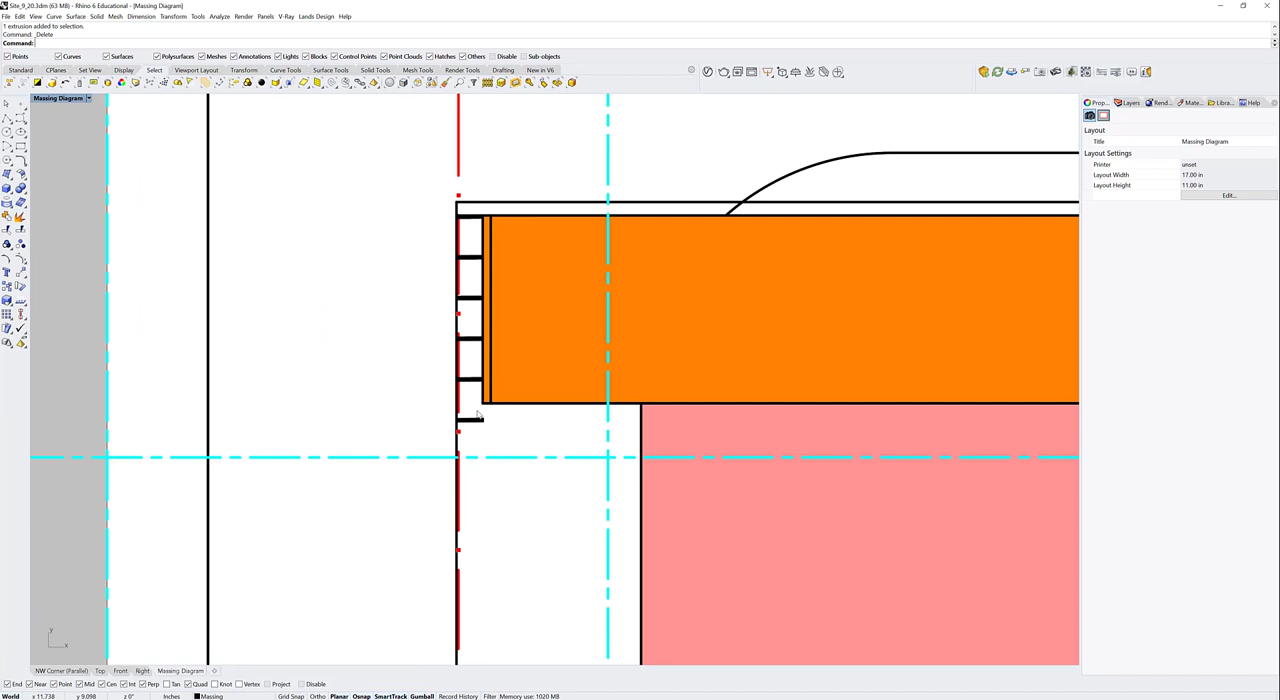 Site_9_20.3dm (63 MB) - Rhino 6 Educational - [Massing Diagram]
File Edit View Curve Surface Solid Mesh Dimension Transform Tools Analyze Render Panels V-Ray Lands Design Help
1 extrusion added to selection.
Command: _Delete
Command:
Points Curves Surfaces Polysurfaces Meshes Annotations Lights Blocks Control Points Point Clouds Hatches Others Disable Sub-objects
Standard CPlanes Set View Display Select Viewport Layout Transform Curve Tools Surface Tools Solid Tools Mesh Tools Render Tools Drafting New in V6
Massing Diagram
Prop... Layers Rend... Mate... Libra... Help
Layout
Title Massing Diagram
Layout Settings
Printer unset
Layout Width 17.00 in
Layout Height 11.00 in
Edit...
y
x
NW Corner (Parallel) Top Front Right Massing Diagram
End Near Point Mid Cen Int Perp Tan Quad Knot Vertex Project Disable
World x 11.738 y 9.098 z 0" Inches Massing Grid Snap Ortho Planar Osnap SmartTrack Gumball Record History Filter Memory use: 1020 MB